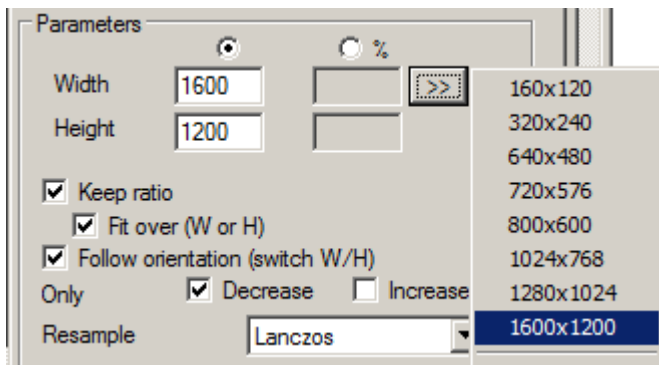 Parameters
%
Width 1600 >>
Height 1200
Keep ratio
Fit over (W or H)
Follow orientation (switch W/H)
Only Decrease Increase
Resample Lanczos
160x120
320x240
640x480
720x576
800x600
1024x768
1280x1024
1600x1200